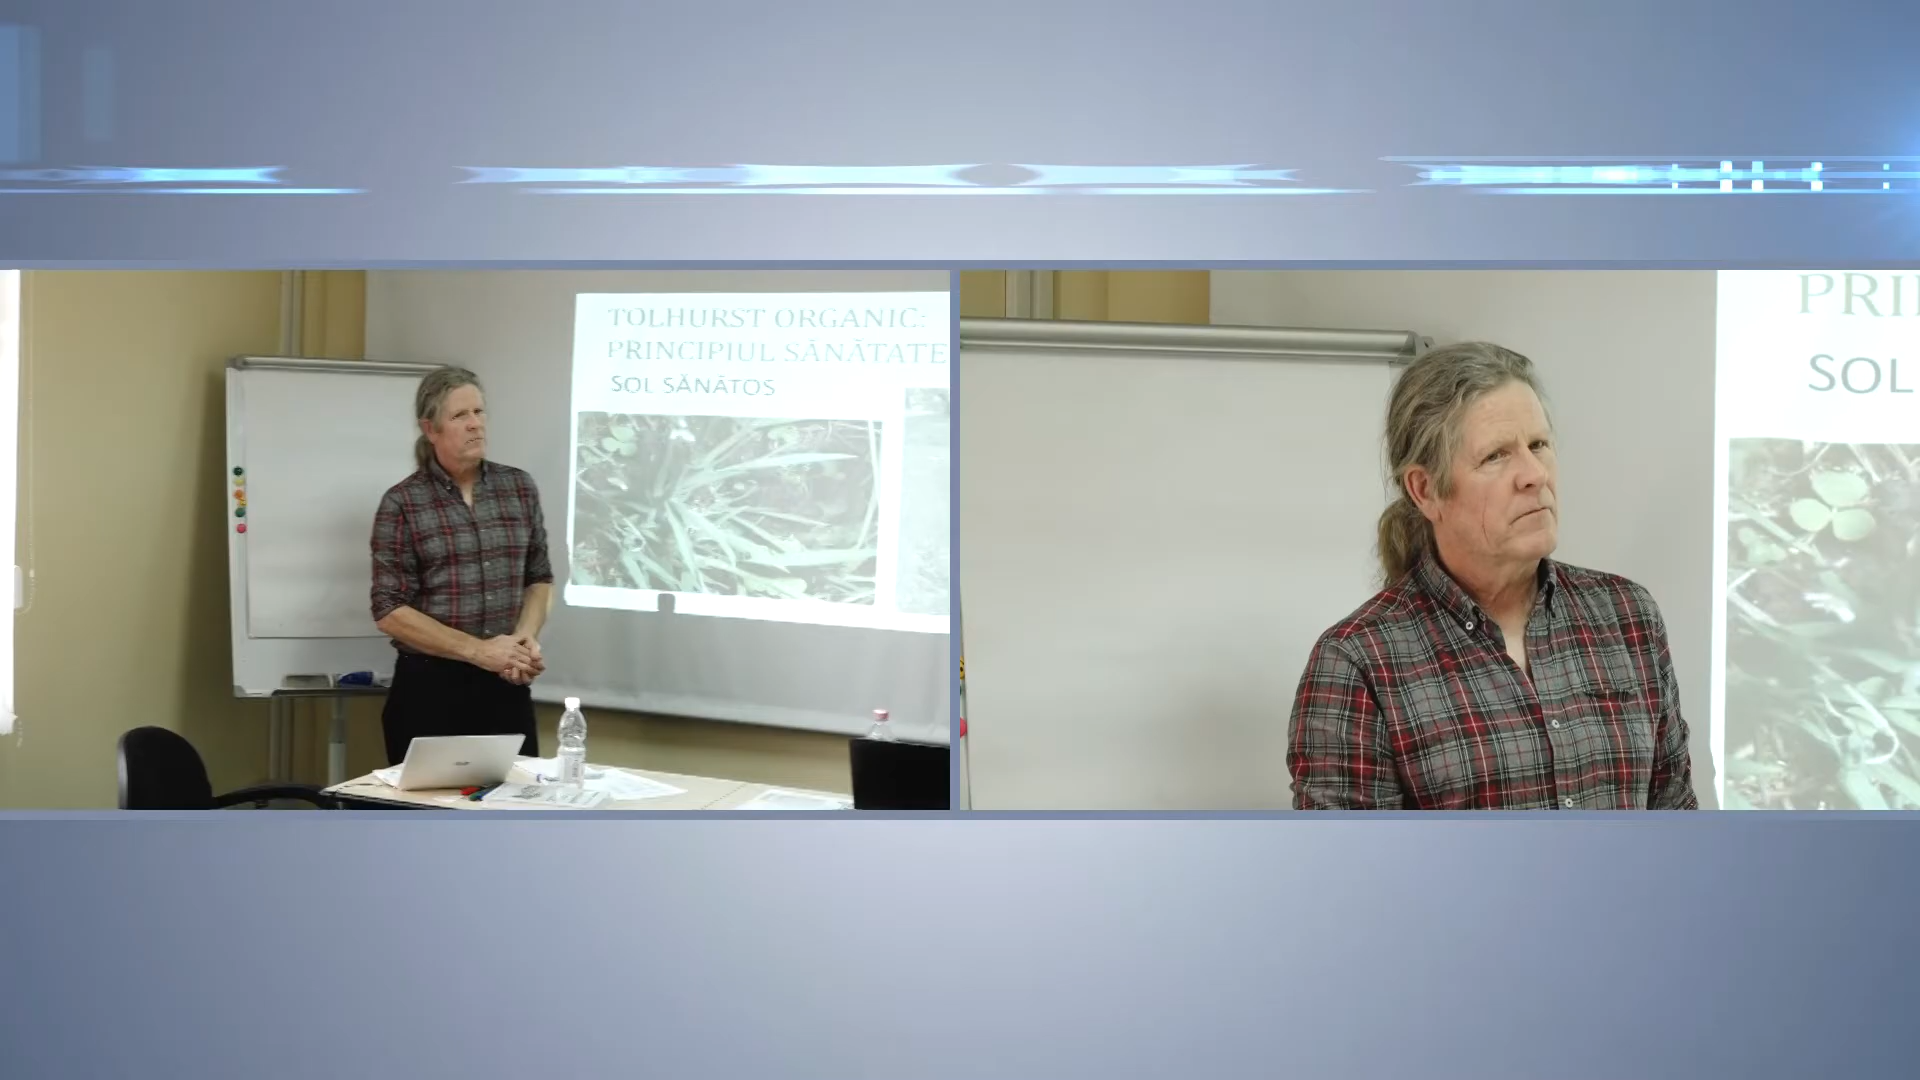 TOLHURST ORGANIC:
PRINCIPIUL SĂNĂTATE
SOL SĂNĂTOS
PRI
SOL